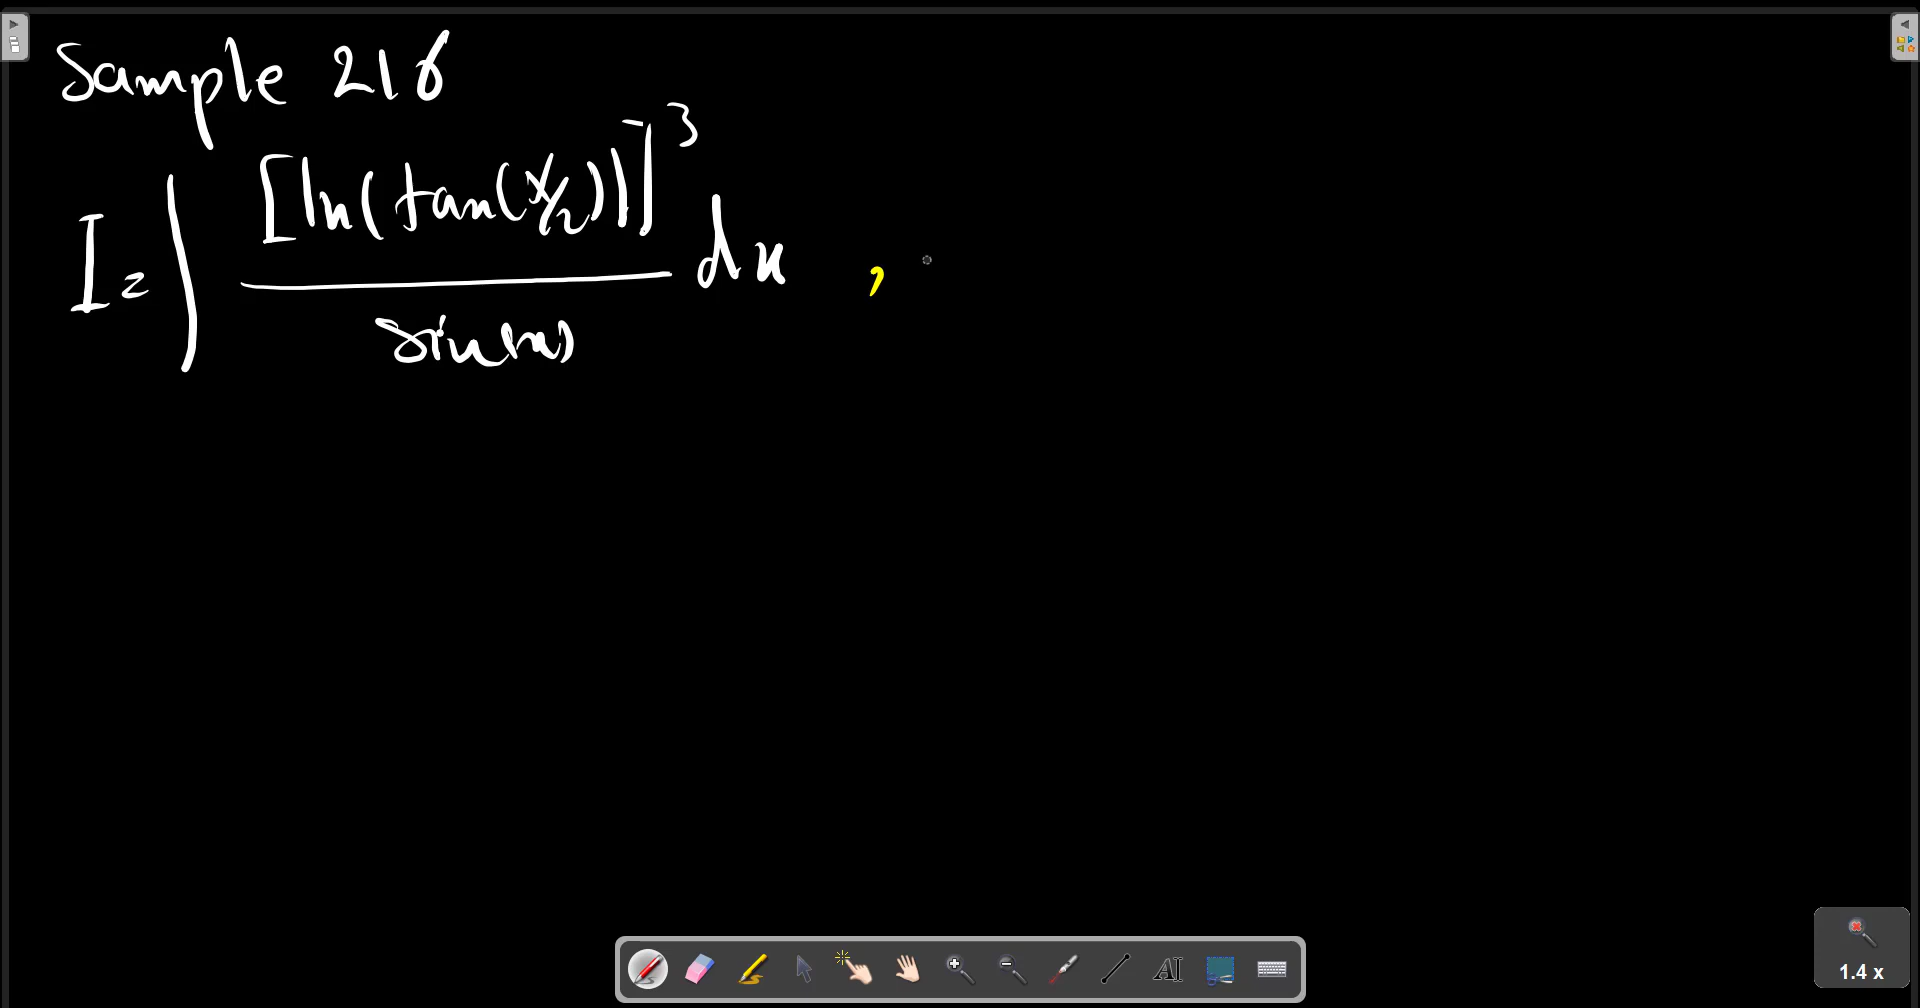 Sample 216
I = ∫ [ln(tan(x/2))]^3 / sin(x) dx ,
1.4 x